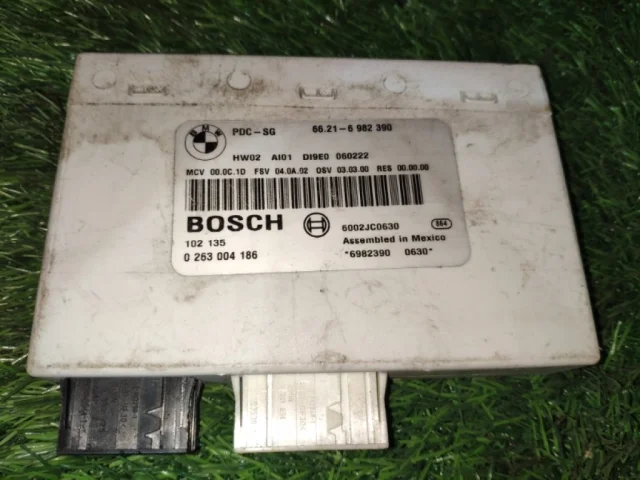 BMW
PDC-SG 66.21-6 982 390
HW02 AI01 DI9E0 060222
MCV 00.0C.1D FSV 04.0A.02 OSV 03.03.00 RES 00.00.00
BOSCH 6002JC0630 064
102 135 Assembled in Mexico
0 263 004 186 *6982390 0630*